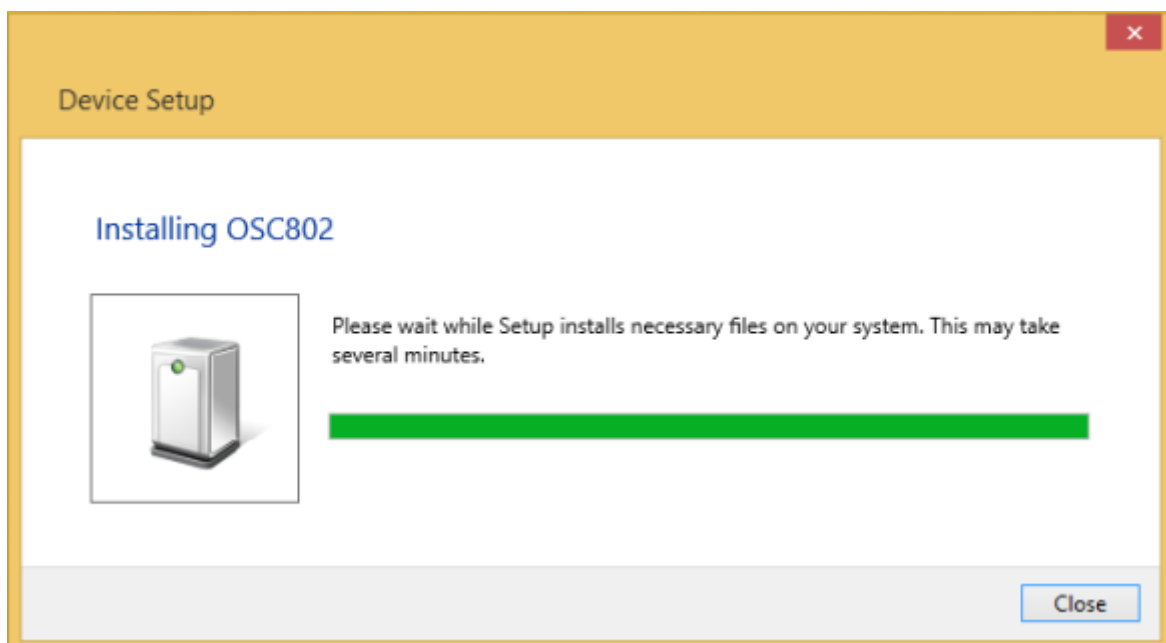 Device Setup
Installing OSC802
Please wait while Setup installs necessary files on your system. This may take
several minutes.
Close